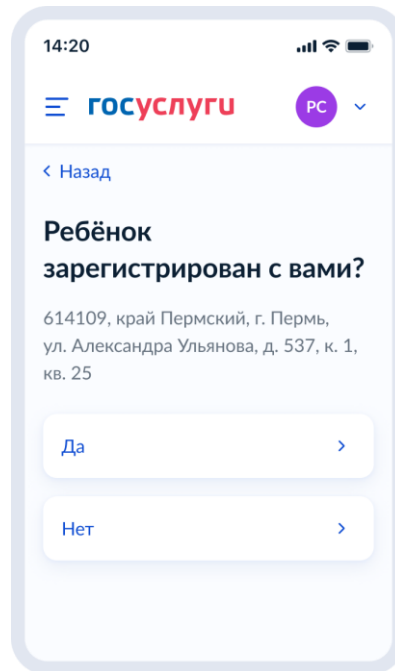 14:20
госуслуги
РС
Назад
Ребёнок
зарегистрирован с вами?
614109, край Пермский, г. Пермь,
ул. Александра Ульянова, д. 537, к. 1,
кв. 25
Да
Нет